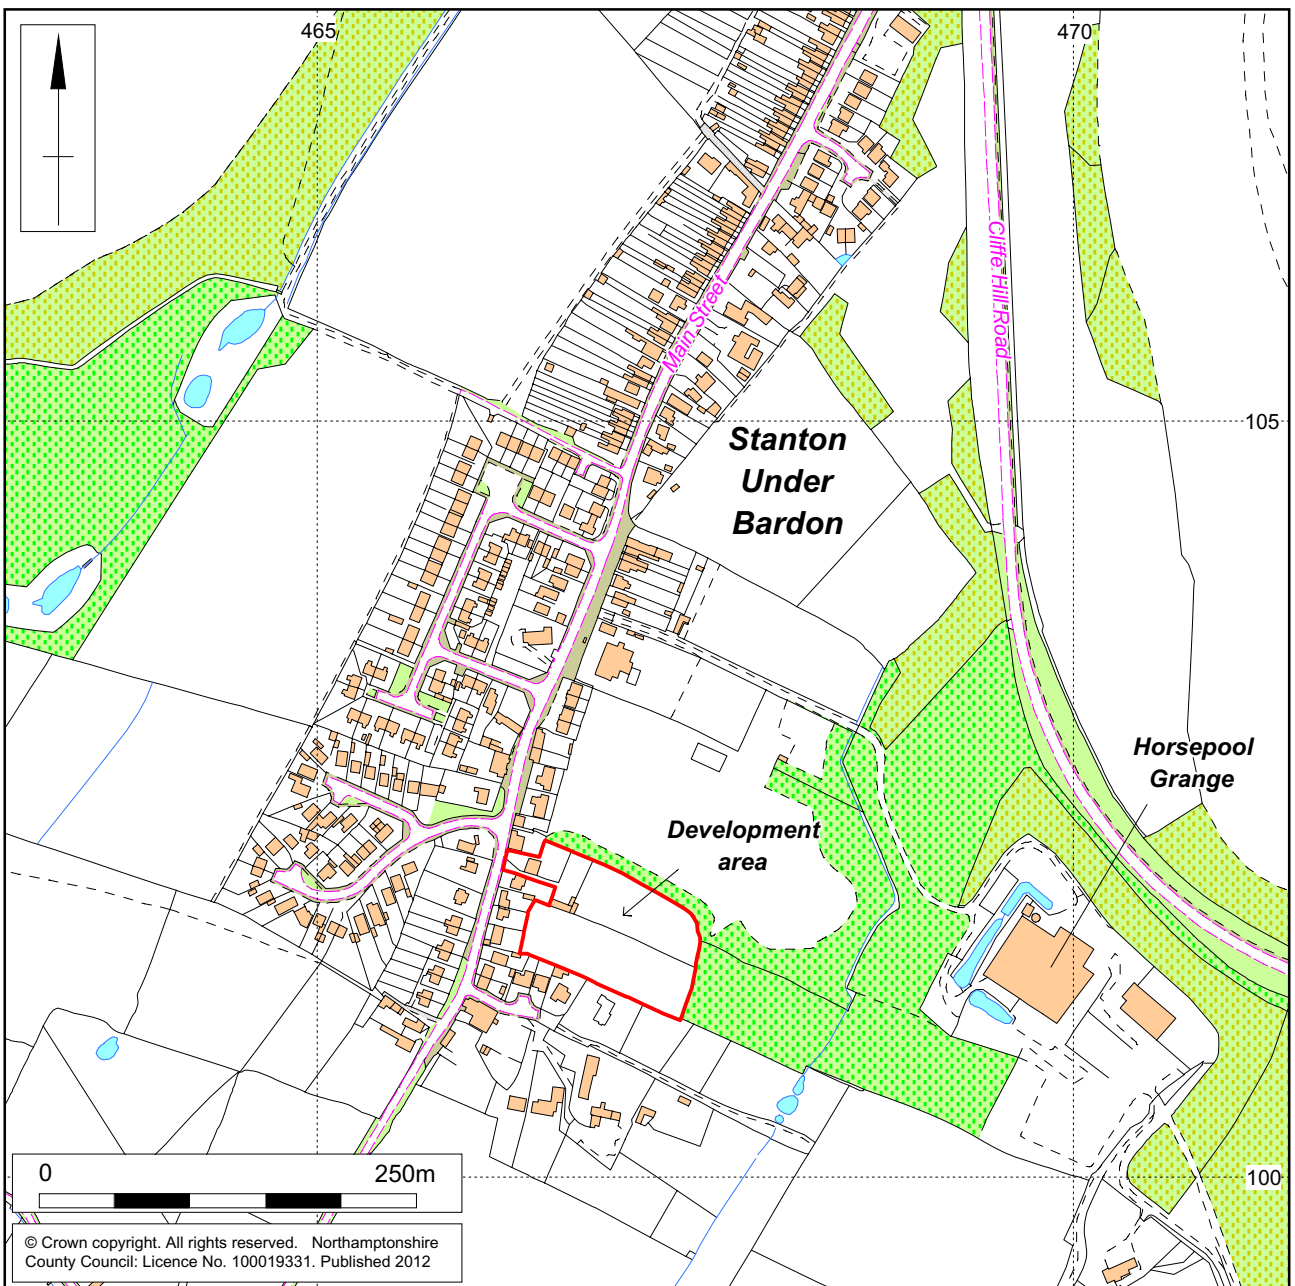 465
470
Cliffe Hill Road
Main Street
105
Stanton
Under
Bardon
Horsepool
Grange
Development
area
0 250m
100
© Crown copyright. All rights reserved. Northamptonshire
County Council: Licence No. 100019331. Published 2012